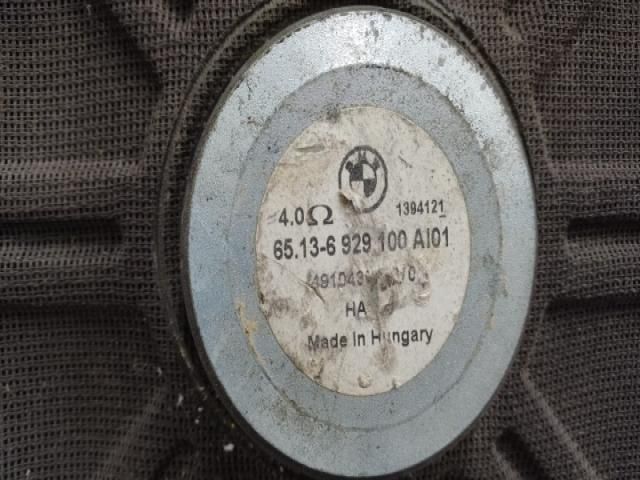 4.0Ω 1394121
65.13-6 929 100 AI01
HA
Made In Hungary